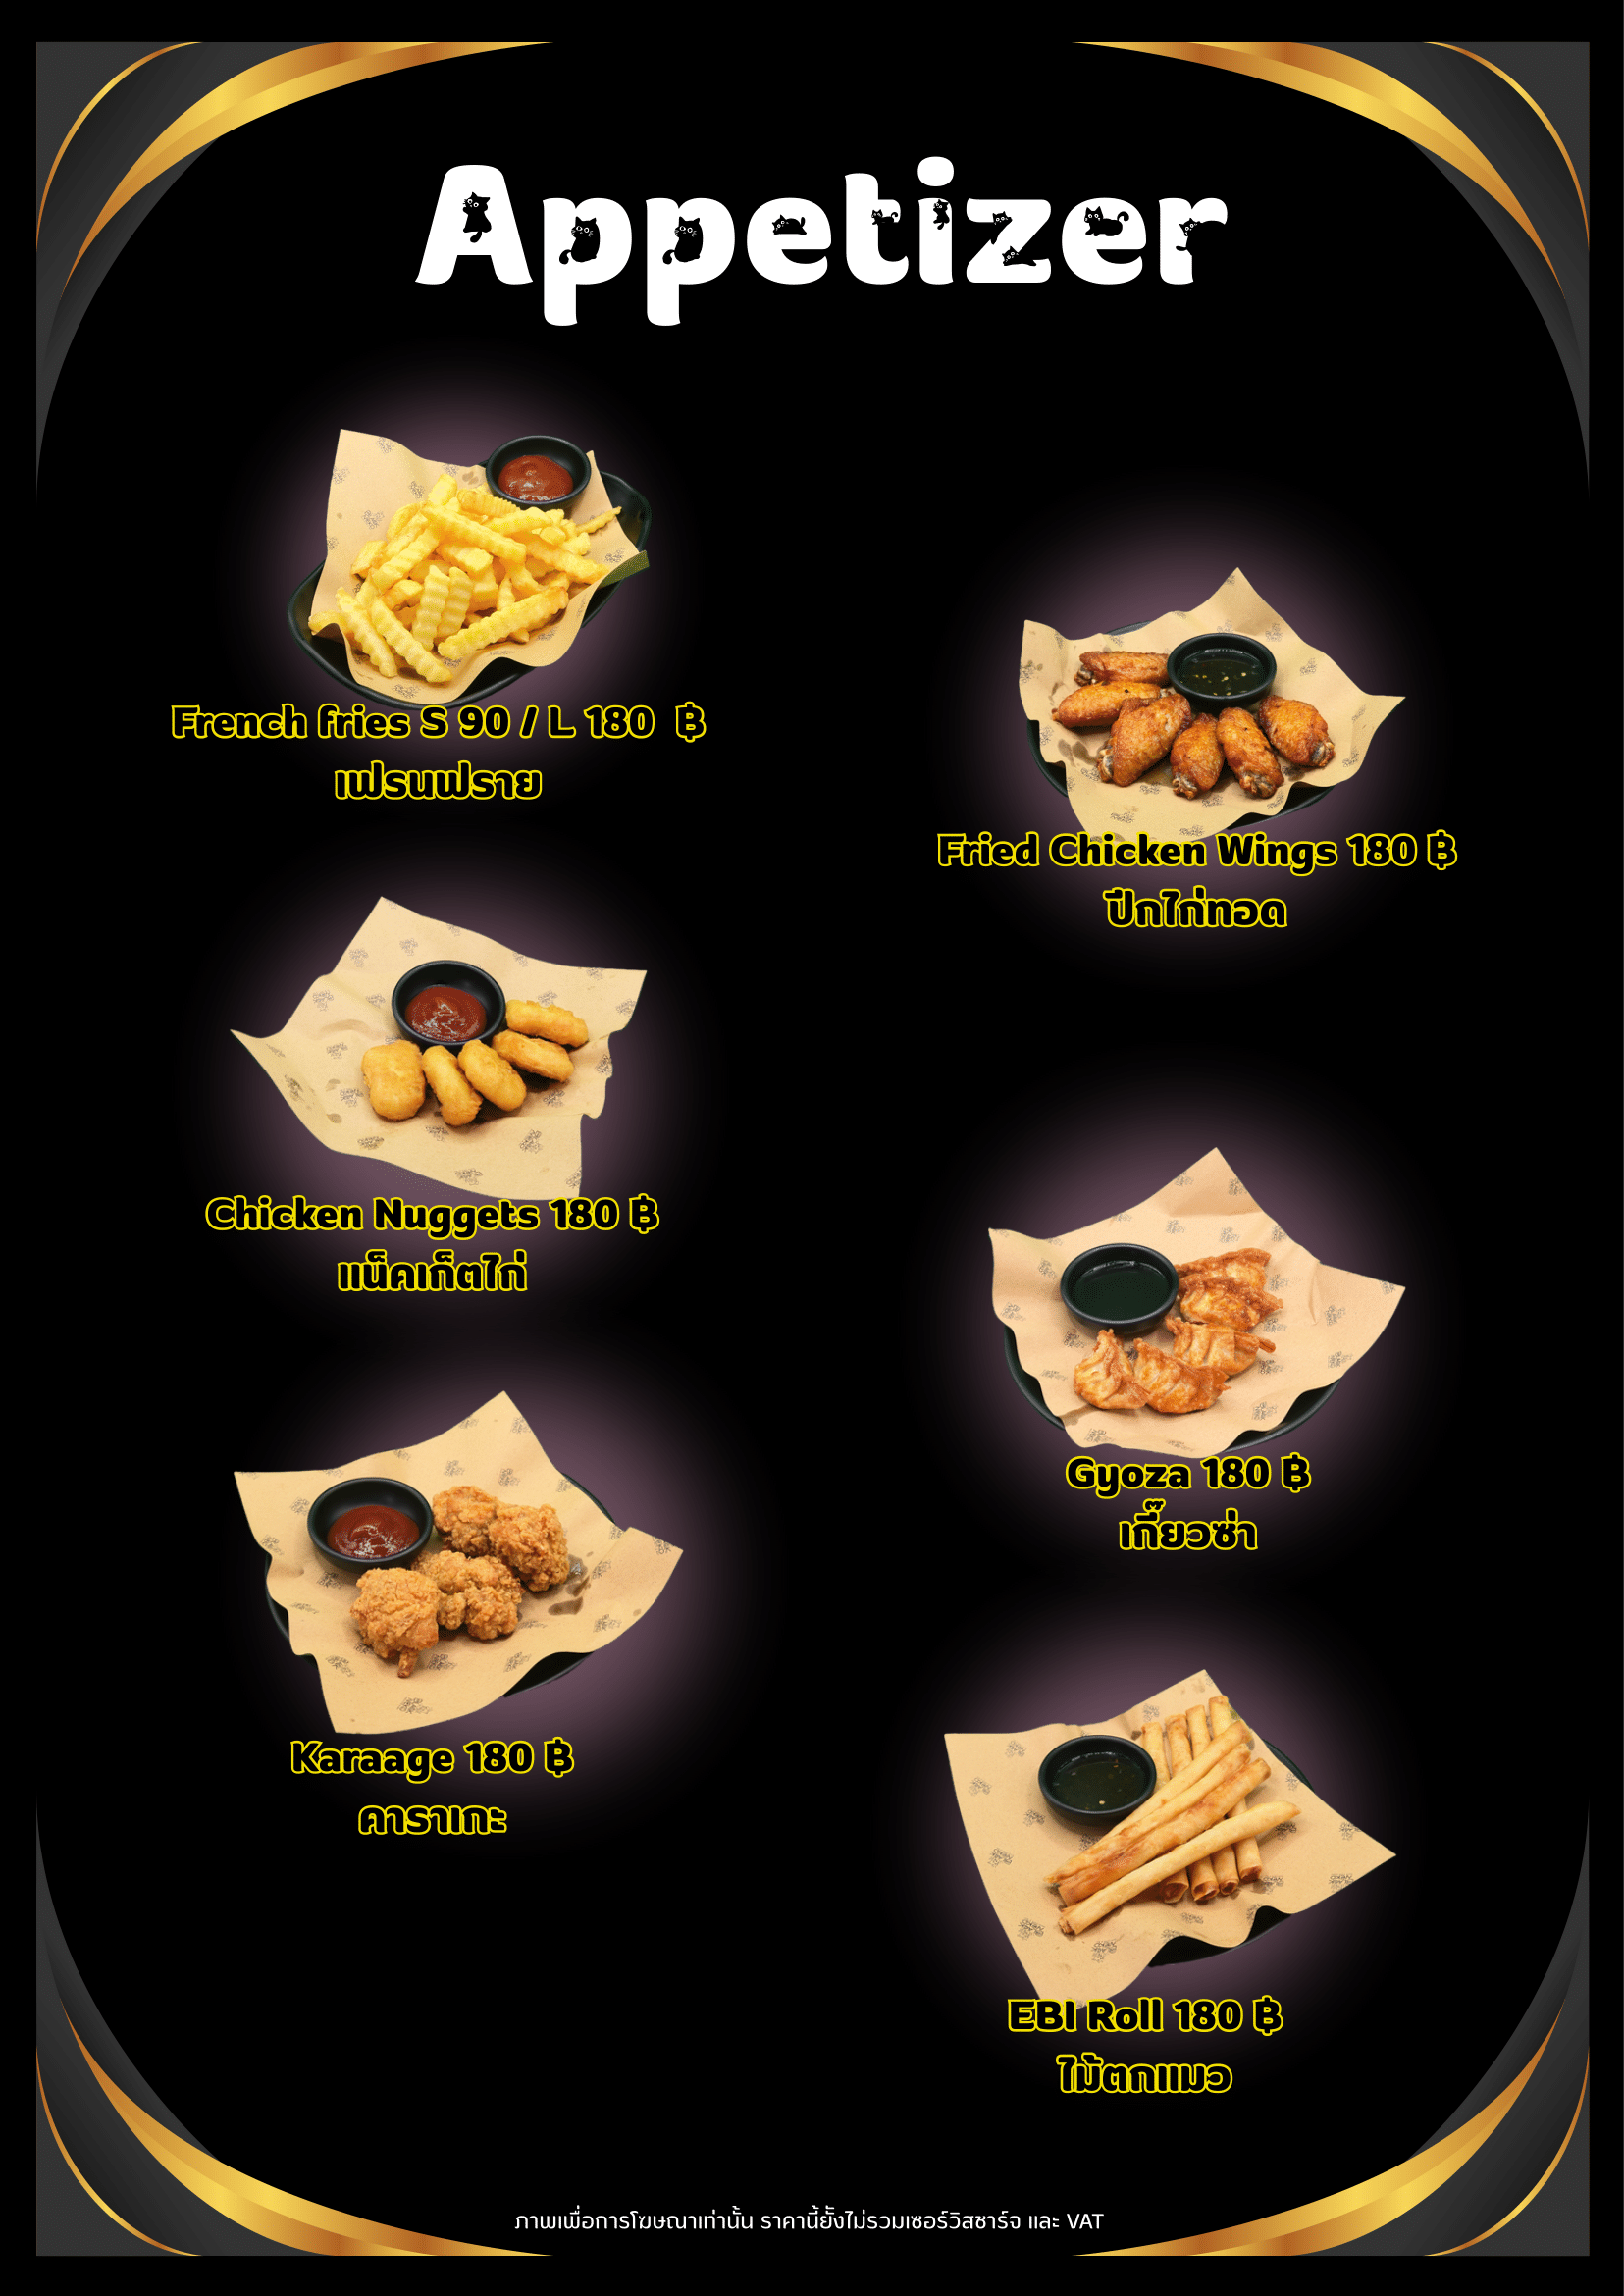 Appetizer
French fries S 90 / L 180 ฿
เฟรนฟราย
Fried Chicken Wings 180 ฿
ปีกไก่ทอด
Chicken Nuggets 180 ฿
แน็คเก็ตไก่
Gyoza 180 ฿
เกี๊ยวซ่า
Karaage 180 ฿
คาราเกะ
EBI Roll 180 ฿
ไม้ตกแมว
ภาพเพื่อการโฆษณาเท่านั้น ราคานี้ยังไม่รวมเซอร์วิสชาร์จ และ VAT